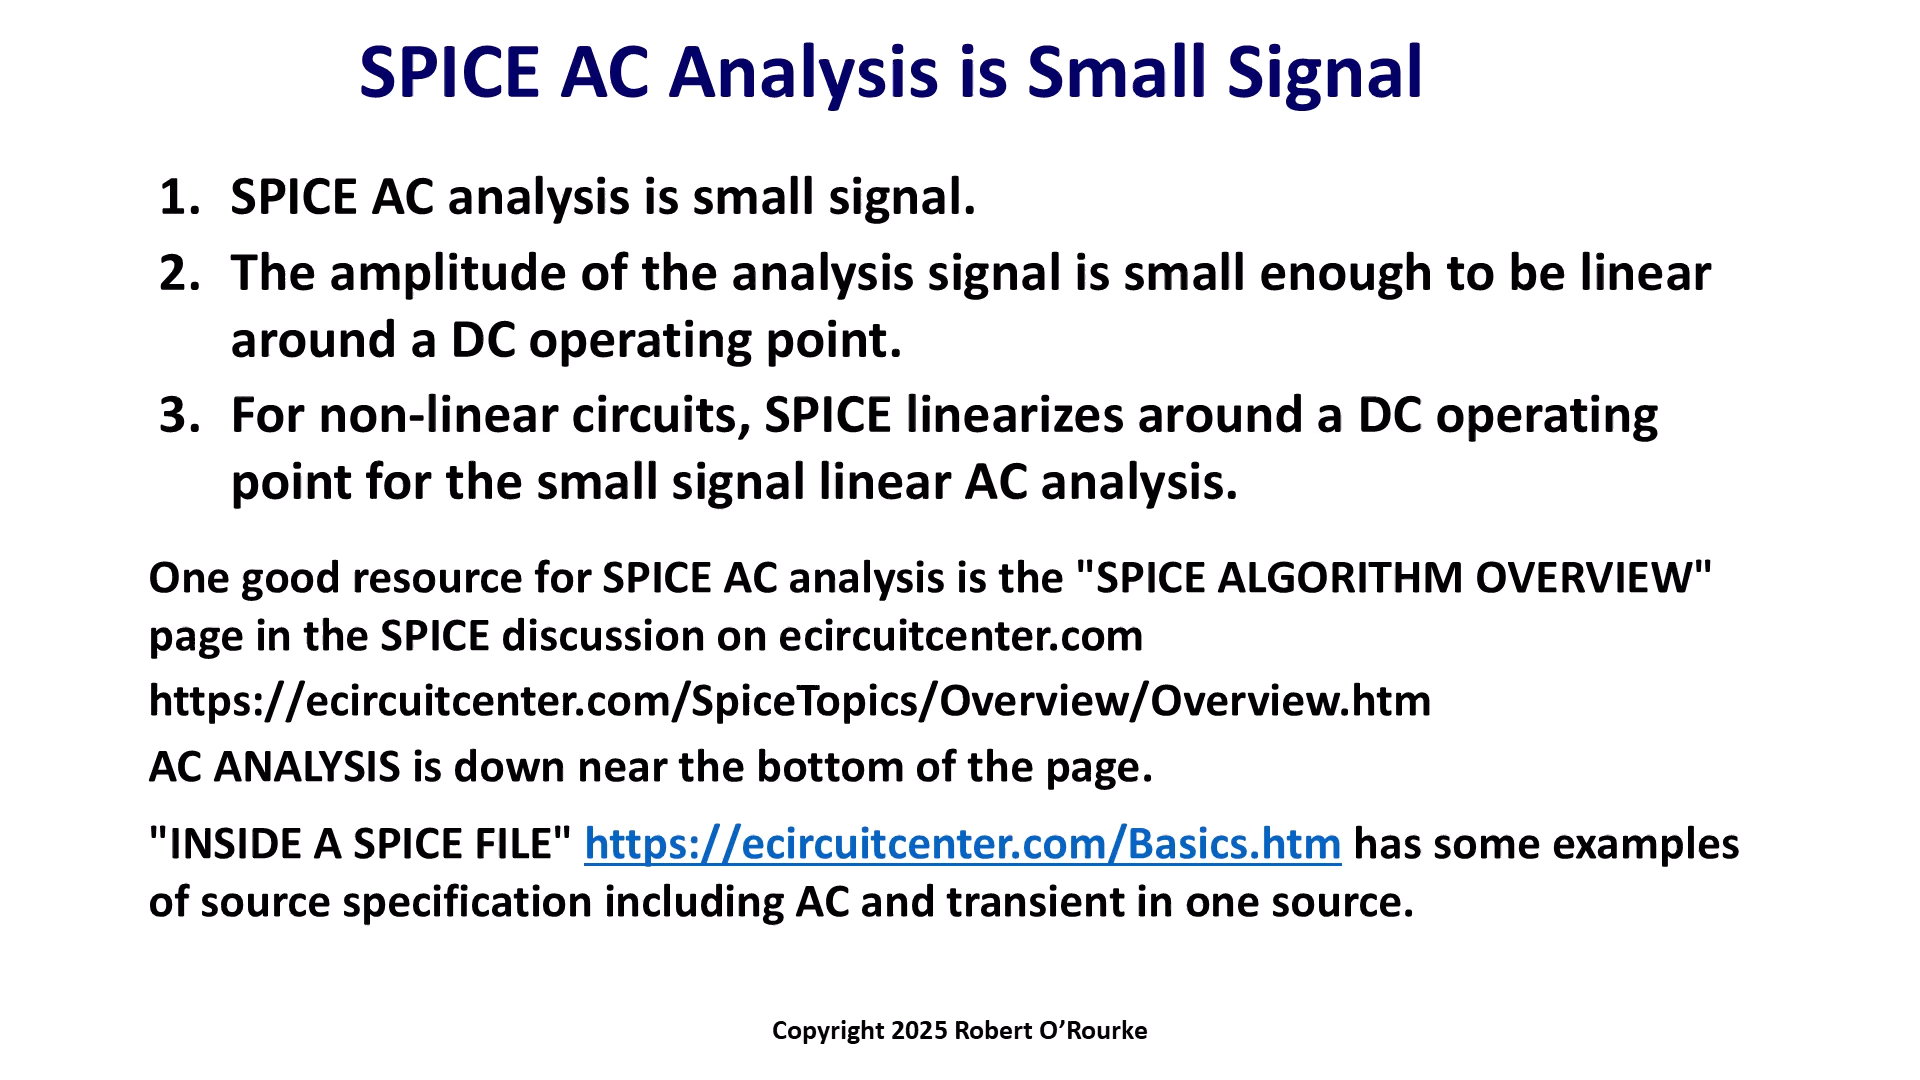 SPICE AC Analysis is Small Signal
1. SPICE AC analysis is small signal.
2. The amplitude of the analysis signal is small enough to be linear
around a DC operating point.
3. For non-linear circuits, SPICE linearizes around a DC operating
point for the small signal linear AC analysis.
One good resource for SPICE AC analysis is the "SPICE ALGORITHM OVERVIEW"
page in the SPICE discussion on ecircuitcenter.com
https://ecircuitcenter.com/SpiceTopics/Overview/Overview.htm
AC ANALYSIS is down near the bottom of the page.
"INSIDE A SPICE FILE" https://ecircuitcenter.com/Basics.htm has some examples
of source specification including AC and transient in one source.
Copyright 2025 Robert O’Rourke